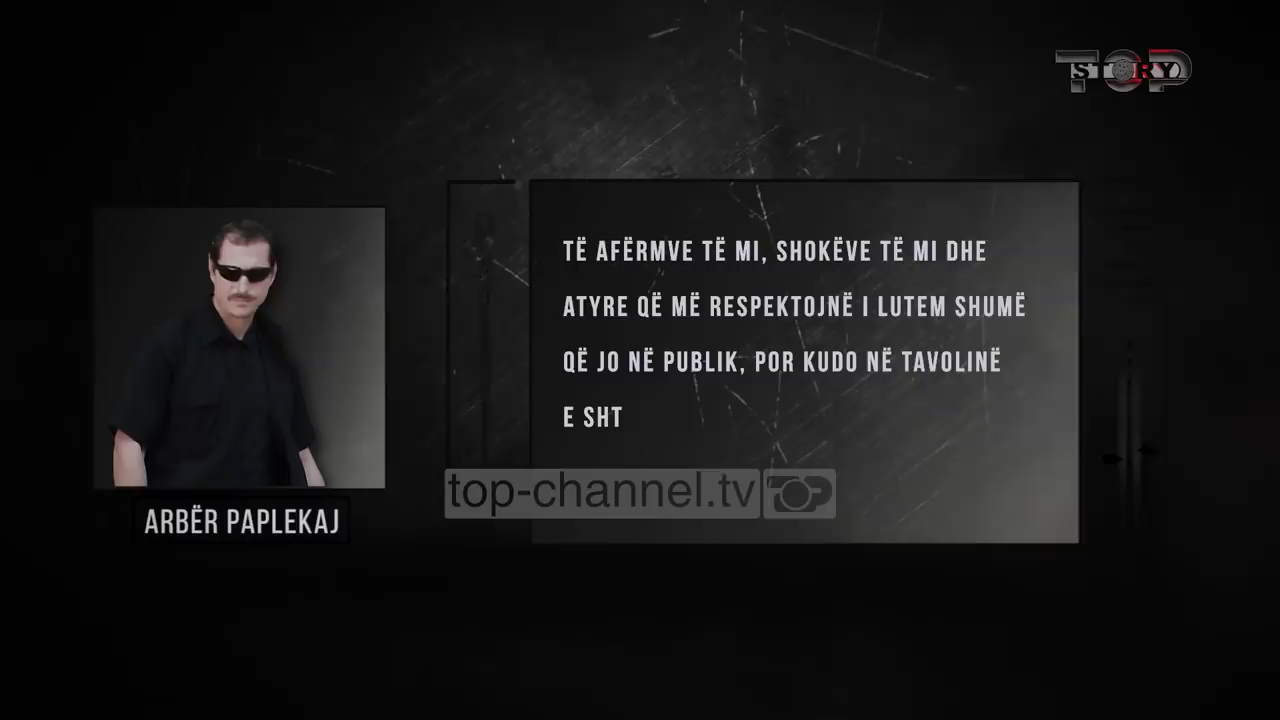 TOP STORY
TË AFËRMVE TË MI, SHOKËVE TË MI DHE
ATYRE QË MË RESPEKTOJNË I LUTEM SHUMË
QË JO NË PUBLIK, POR KUDO NË TAVOLINË
E SHT
top-channel.tv TOP
ARBËR PAPLEKAJ